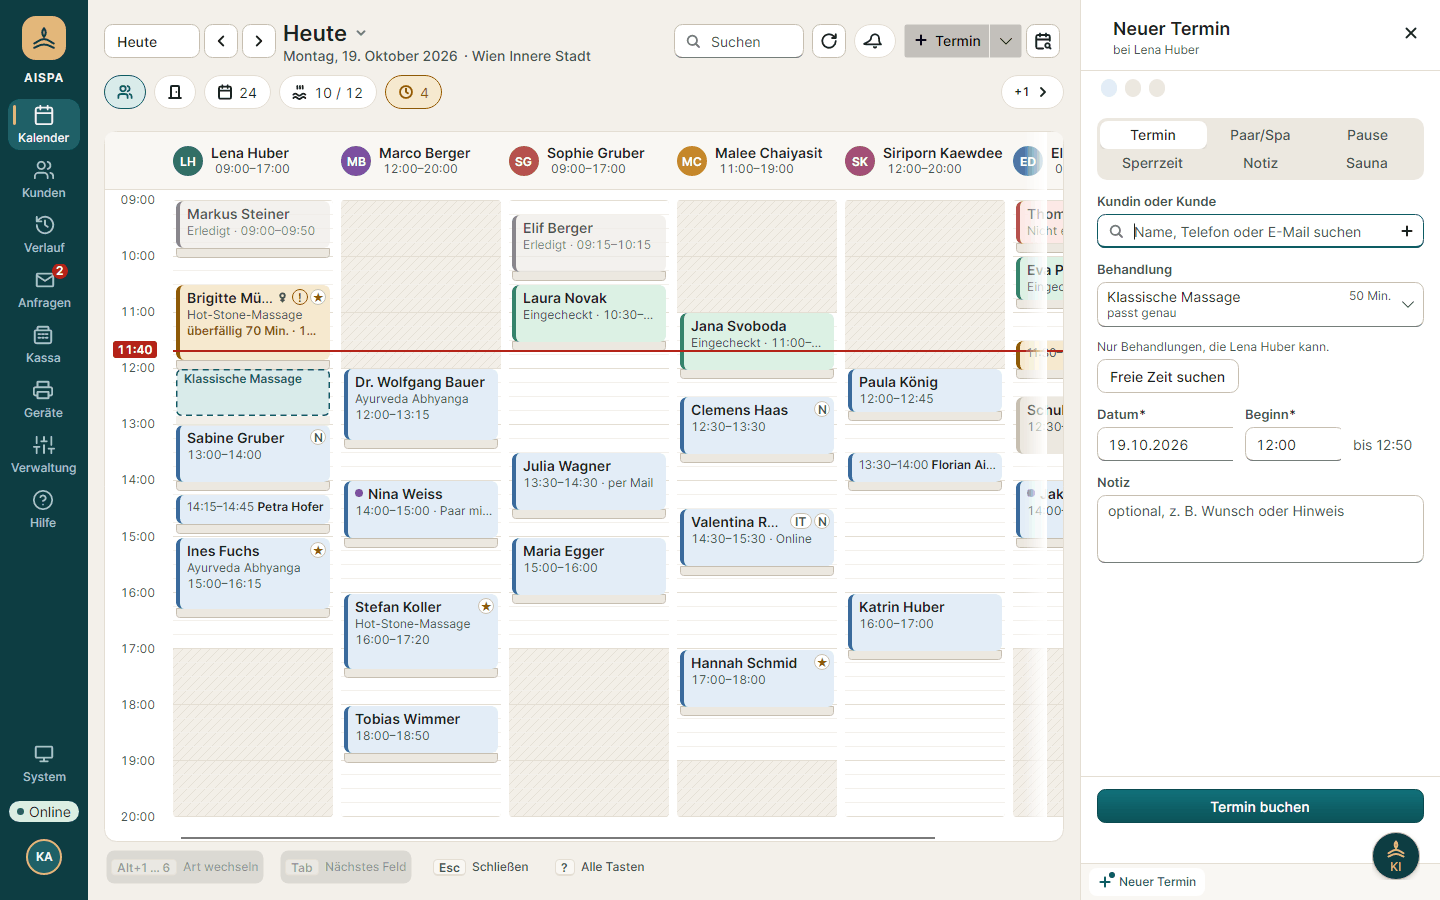 AISPA
Kalender
Kunden
Verlauf
2
Anfragen
Kassa
Geräte
Verwaltung
Hilfe
System
Online
KA
Heute
Heute
Montag, 19. Oktober 2026 · Wien Innere Stadt
Suchen
+ Termin
24
10 / 12
4
+1
LH
Lena Huber
09:00–17:00
MB
Marco Berger
12:00–20:00
SG
Sophie Gruber
09:00–17:00
MC
Malee Chaiyasit
11:00–19:00
SK
Siriporn Kaewdee
12:00–20:00
ED
09:00
10:00
11:00
11:40
12:00
13:00
14:00
15:00
16:00
17:00
18:00
19:00
20:00
Markus Steiner
Erledigt · 09:00–09:50
Brigitte Mü...
Hot-Stone-Massage
überfällig 70 Min. · 1...
Klassische Massage
Sabine Gruber
N
13:00–14:00
14:15–14:45 Petra Hofer
Ines Fuchs
Ayurveda Abhyanga
15:00–16:15
Dr. Wolfgang Bauer
Ayurveda Abhyanga
12:00–13:15
Nina Weiss
14:00–15:00 · Paar mi...
Stefan Koller
Hot-Stone-Massage
16:00–17:20
Tobias Wimmer
18:00–18:50
Elif Berger
Erledigt · 09:15–10:15
Laura Novak
Eingecheckt · 10:30–...
Julia Wagner
13:30–14:30 · per Mail
Maria Egger
15:00–16:00
Jana Svoboda
Eingecheckt · 11:00–...
Clemens Haas
N
12:30–13:30
Valentina R...
IT
N
14:30–15:30 · Online
Hannah Schmid
17:00–18:00
Paula König
12:00–12:45
13:30–14:00 Florian Ai...
Katrin Huber
16:00–17:00
Thom
Nicht e
Eva P
Einge
11:30
Schul
12:30
Jak
14:00
Alt+1 … 6
Art wechseln
Tab
Nächstes Feld
Esc
Schließen
?
Alle Tasten
Neuer Termin
bei Lena Huber
Termin
Paar/Spa
Pause
Sperrzeit
Notiz
Sauna
Kundin oder Kunde
Name, Telefon oder E-Mail suchen
Behandlung
Klassische Massage
50 Min.
passt genau
Nur Behandlungen, die Lena Huber kann.
Freie Zeit suchen
Datum*
Beginn*
19.10.2026
12:00
bis 12:50
Notiz
optional, z. B. Wunsch oder Hinweis
Termin buchen
KI
Neuer Termin